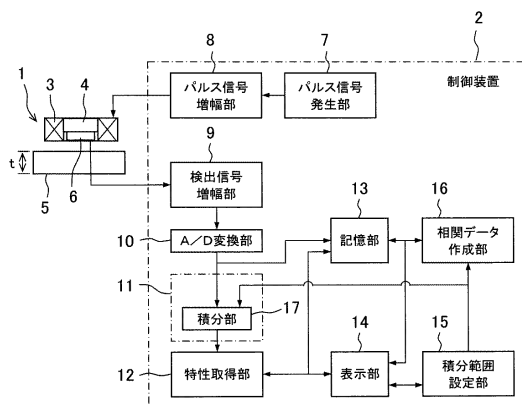 2
制御装置
8
7
パルス信号
増幅部
パルス信号
発生部
1
3
4
6
t
5
9
検出信号
増幅部
10
A/D変換部
13
記憶部
16
相関データ
作成部
11
積分部
17
14
15
12
特性取得部
表示部
積分範囲
設定部